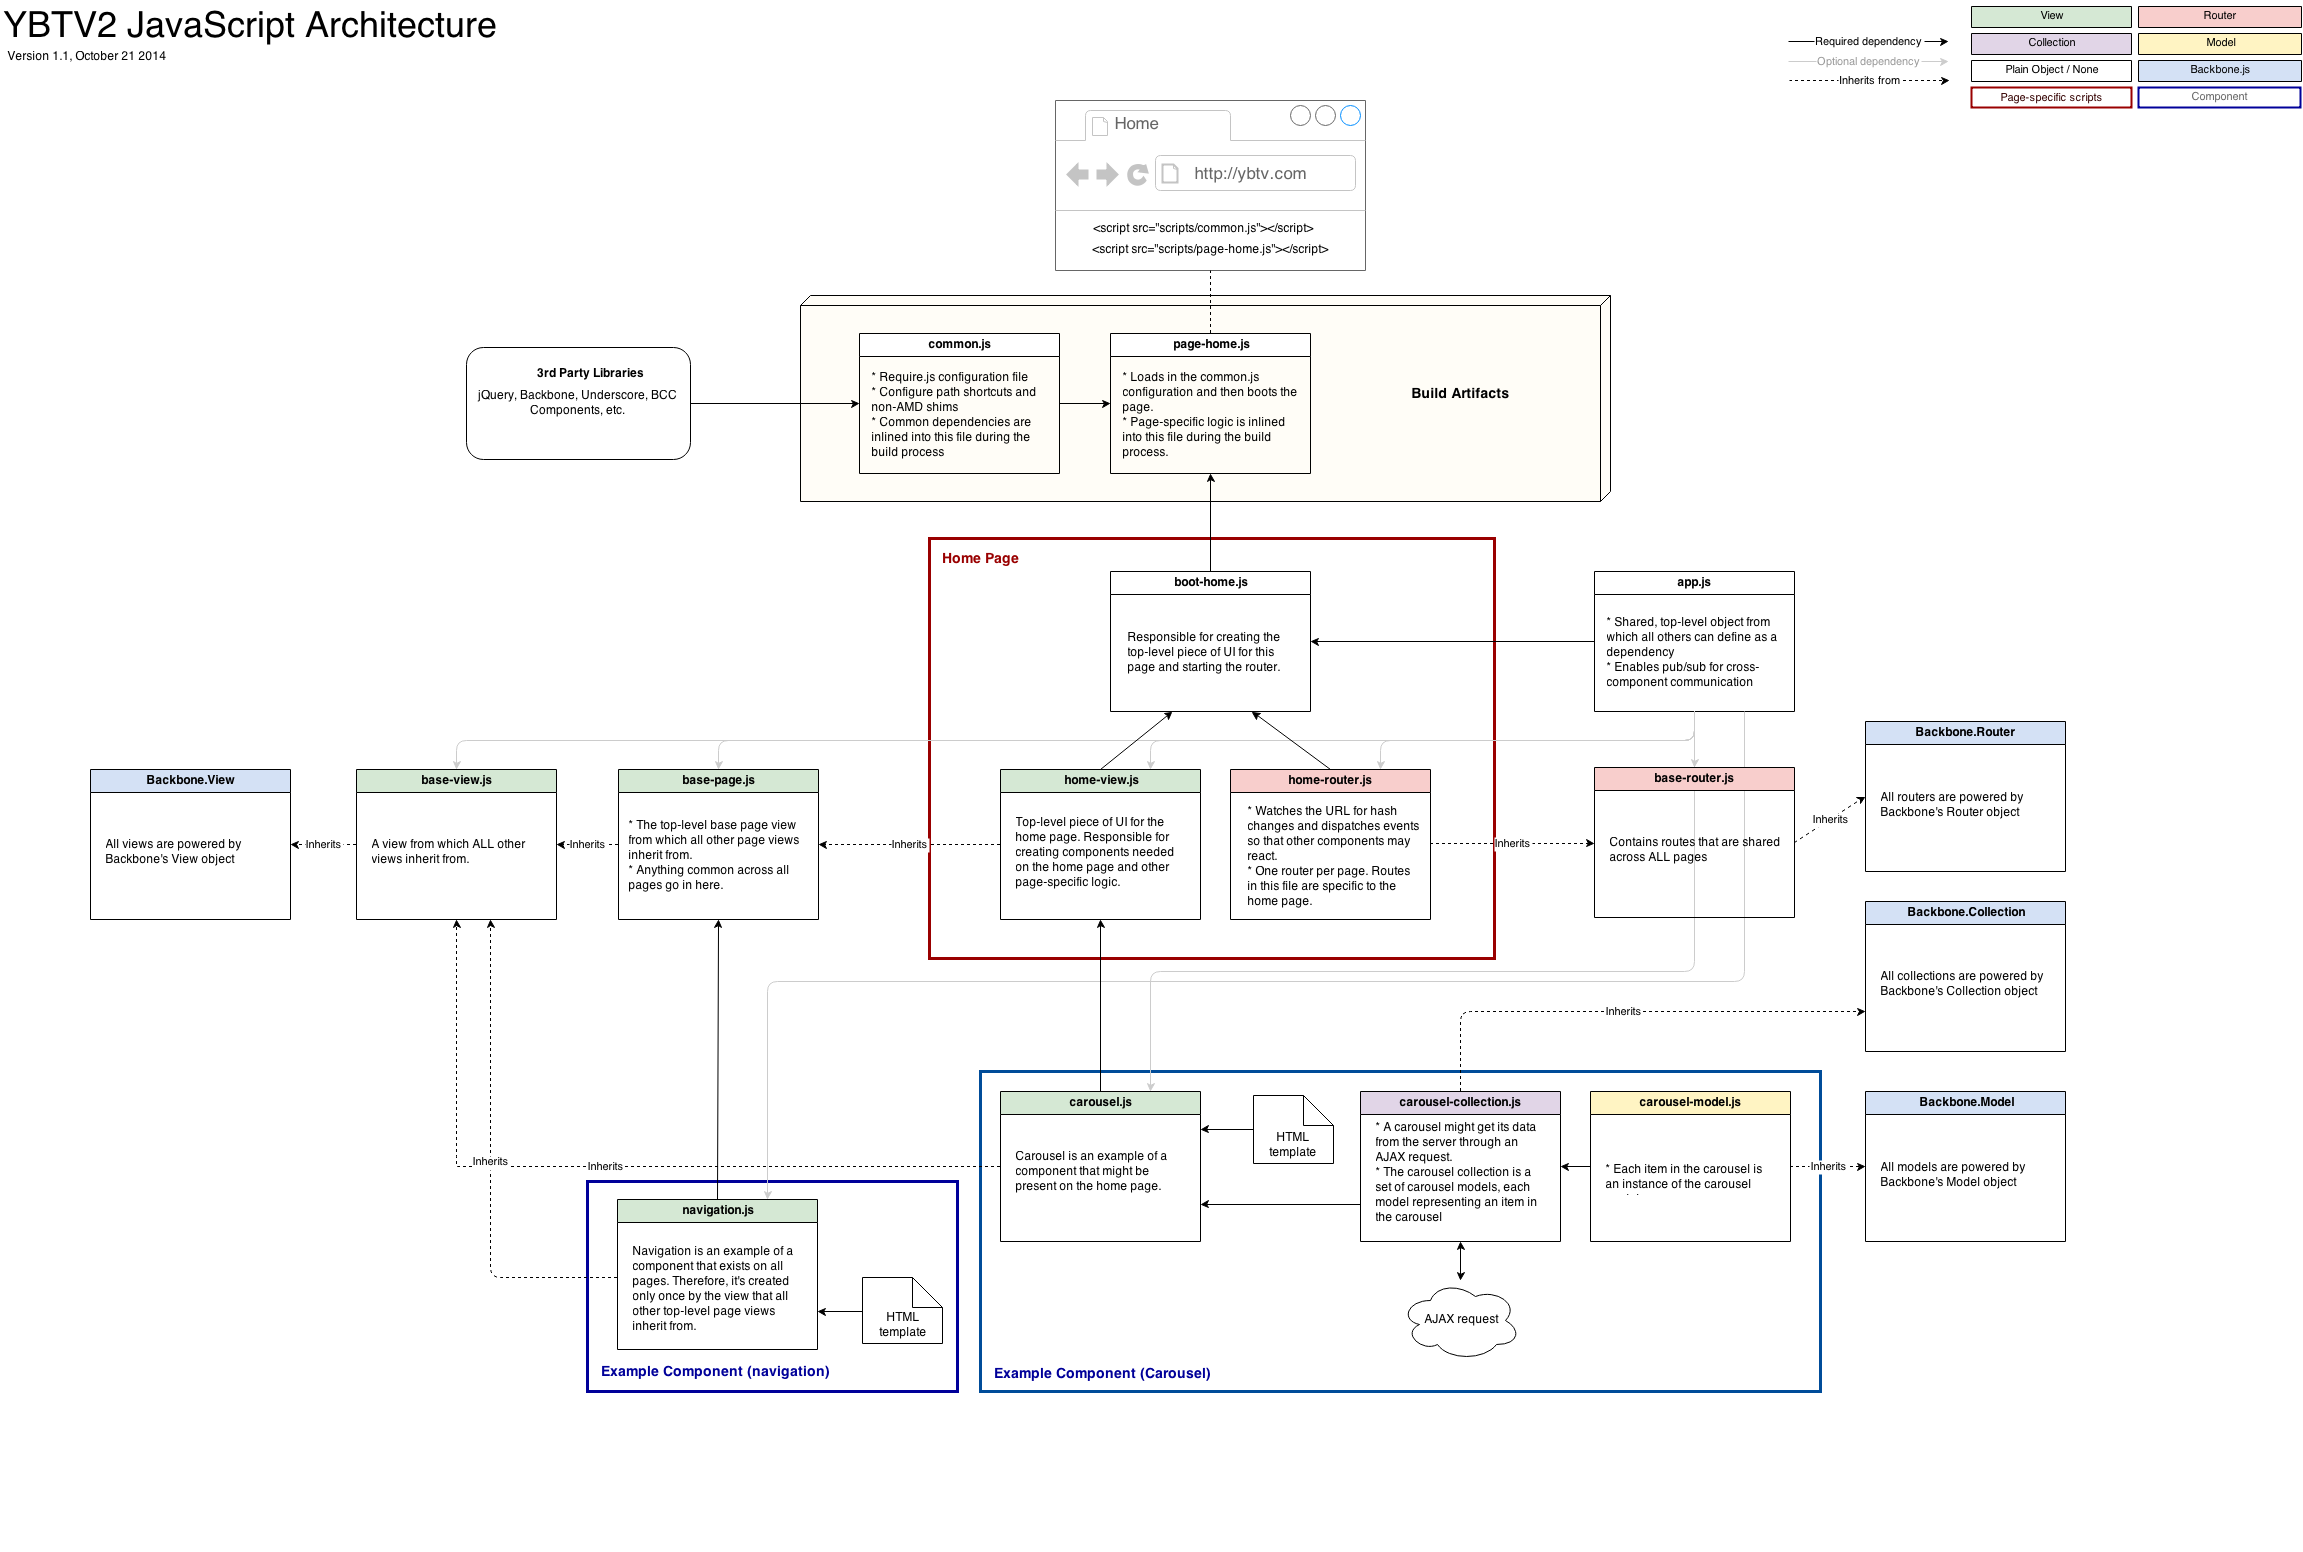 YBTV2 JavaScript Architecture
Version 1.1, October 21 2014
View
Router
Required dependency
Collection
Model
Optional dependency
Plain Object / None
Backbone.js
Inherits from
Page-specific scripts
Component
Home
http://ybtv.com
<script src="scripts/common.js"></script>
<script src="scripts/page-home.js"></script>
3rd Party Libraries
jQuery, Backbone, Underscore, BCC
Components, etc.
common.js
* Require.js configuration file
* Configure path shortcuts and
non-AMD shims
* Common dependencies are
inlined into this file during the
build process
page-home.js
* Loads in the common.js
configuration and then boots the
page.
* Page-specific logic is inlined
into this file during the build
process.
Build Artifacts
Home Page
boot-home.js
Responsible for creating the
top-level piece of UI for this
page and starting the router.
app.js
* Shared, top-level object from
which all others can define as a
dependency
* Enables pub/sub for cross-
component communication
Backbone.View
All views are powered by
Backbone's View object
Inherits
base-view.js
A view from which ALL other
views inherit from.
Inherits
base-page.js
* The top-level base page view
from which all other page views
inherit from.
* Anything common across all
pages go in here.
Inherits
home-view.js
Top-level piece of UI for the
home page. Responsible for
creating components needed
on the home page and other
page-specific logic.
home-router.js
* Watches the URL for hash
changes and dispatches events
so that other components may
react.
* One router per page. Routes
in this file are specific to the
home page.
Inherits
base-router.js
Contains routes that are shared
across ALL pages
Inherits
Backbone.Router
All routers are powered by
Backbone's Router object
Backbone.Collection
All collections are powered by
Backbone's Collection object
Inherits
carousel.js
Carousel is an example of a
component that might be
present on the home page.
HTML
template
carousel-collection.js
* A carousel might get its data
from the server through an
AJAX request.
* The carousel collection is a
set of carousel models, each
model representing an item in
the carousel
carousel-model.js
* Each item in the carousel is
an instance of the carousel
Inherits
Backbone.Model
All models are powered by
Backbone's Model object
Inherits
Inherits
navigation.js
Navigation is an example of a
component that exists on all
pages. Therefore, it's created
only once by the view that all
other top-level page views
inherit from.
HTML
template
Example Component (navigation)
AJAX request
Example Component (Carousel)